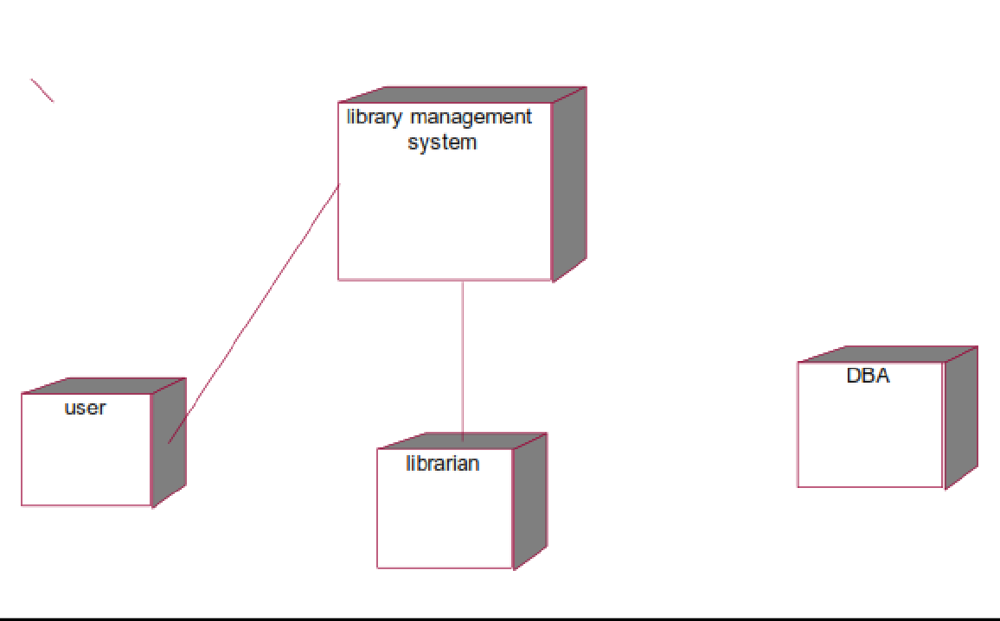 library management
system
user
librarian
DBA